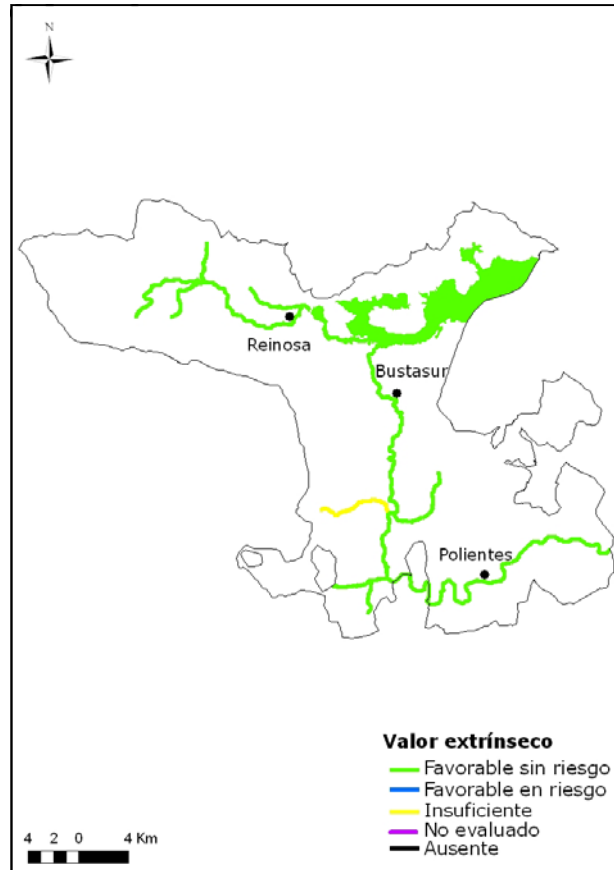 N
Reinosa
Bustasur
Polientes
Valor extrínseco
Favorable sin riesgo
Favorable en riesgo
Insuficiente
No evaluado
Ausente
4 2 0 4 Km